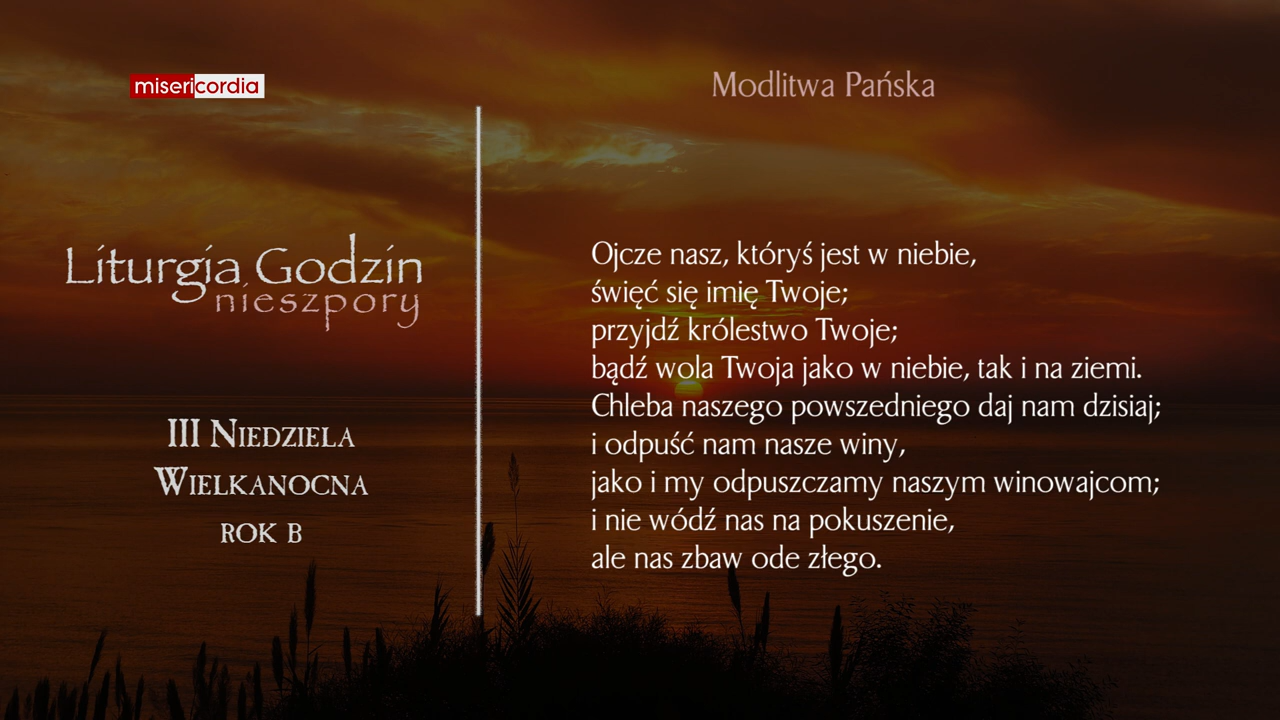 misericordia
Liturgia Godzin
nieszpory
III Niedziela
Wielkanocna
rok B
Modlitwa Pańska
Ojcze nasz, któryś jest w niebie,
święć się imię Twoje;
przyjdź królestwo Twoje;
bądź wola Twoja jako w niebie, tak i na ziemi.
Chleba naszego powszedniego daj nam dzisiaj;
i odpuść nam nasze winy,
jako i my odpuszczamy naszym winowajcom;
i nie wódź nas na pokuszenie,
ale nas zbaw ode złego.